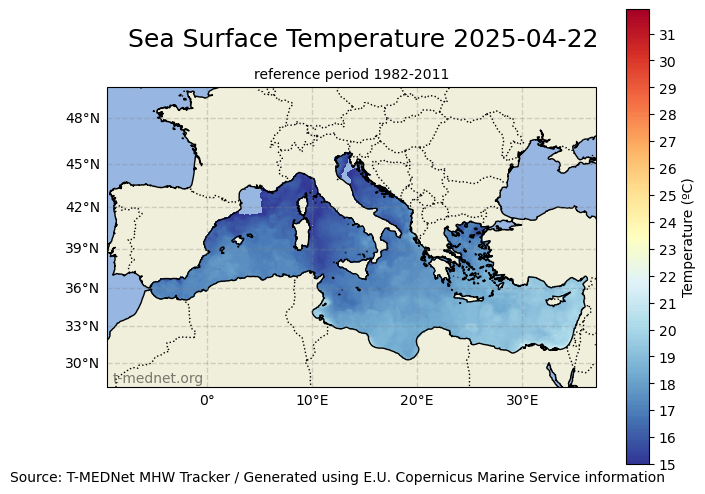 Sea Surface Temperature 2025-04-22
reference period 1982-2011
48°N
45°N
42°N
39°N
36°N
33°N
30°N
t-mednet.org
0°
10°E
20°E
30°E
31
30
29
28
27
26
25
24
23
22
21
20
19
18
17
16
15
Temperature (ºC)
Source: T-MEDNet MHW Tracker / Generated using E.U. Copernicus Marine Service information